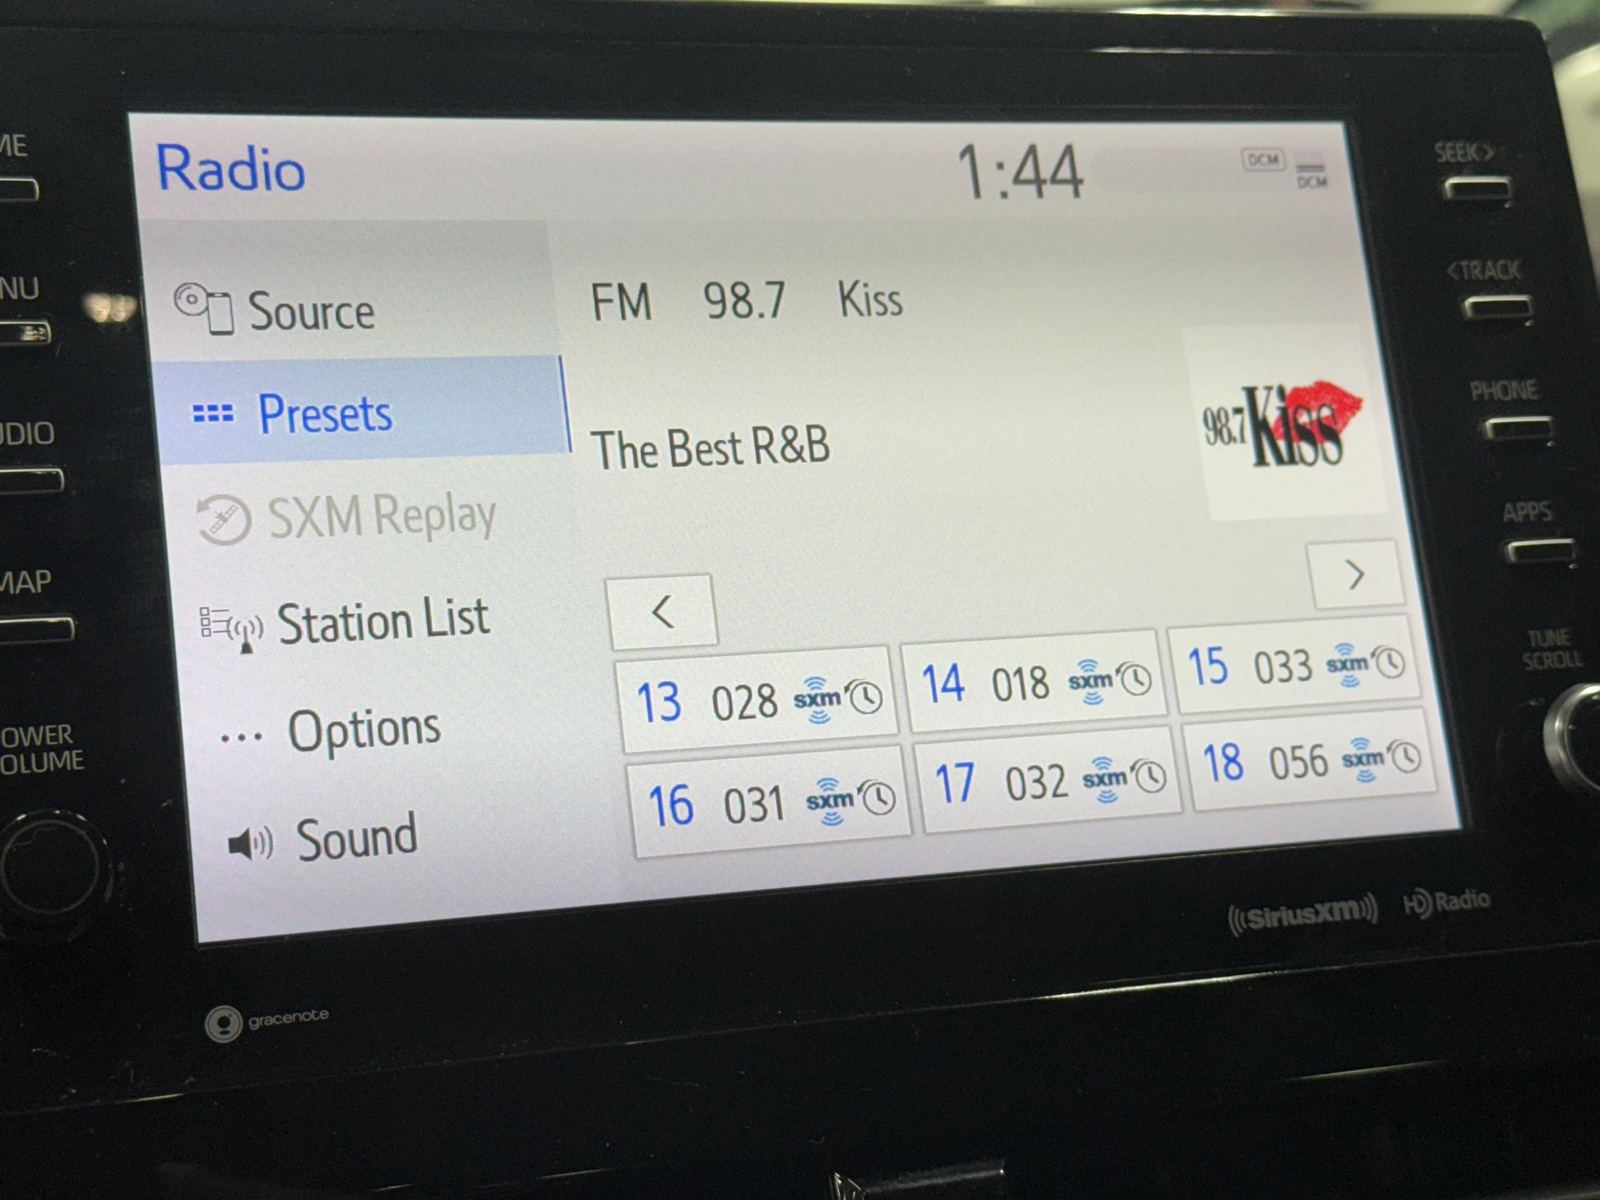 Radio
1:44
DCM
DCM
Source
Presets
SXM Replay
Station List
Options
Sound
FM 98.7 Kiss
The Best R&B
98.7 Kiss
<
>
13 028 sxm
14 018 sxm
15 033 sxm
16 031 sxm
17 032 sxm
18 056 sxm
ME
NU
UDIO
MAP
OWER
OLUME
SEEK>
<TRACK
PHONE
APPS
TUNE
SCROLL
gracenote
SiriusXM
HD Radio